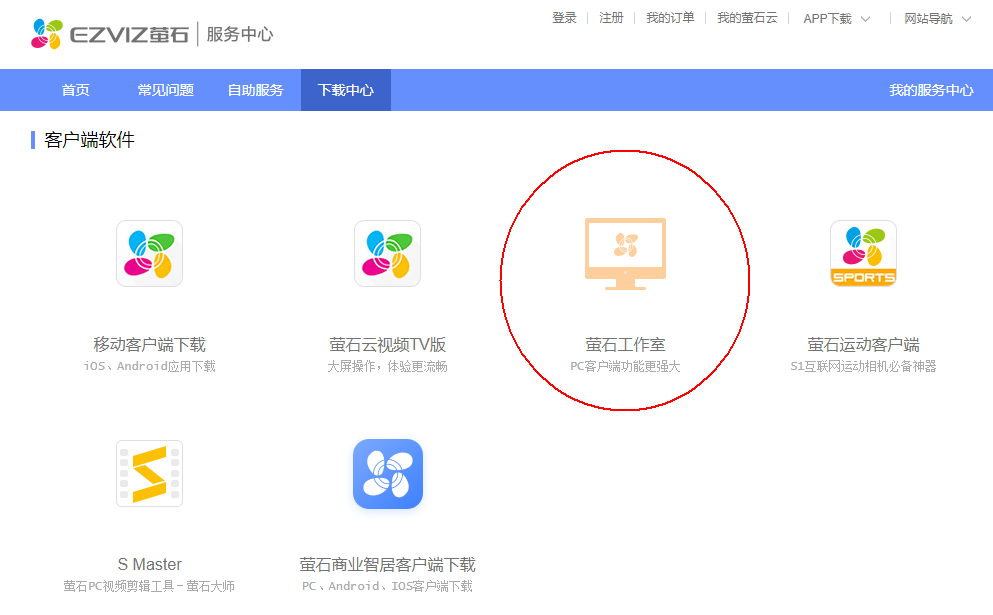 登录 注册 我的订单 我的萤石云 APP下载 网站导航
EZVIZ萤石 服务中心
首页 常见问题 自助服务 下载中心 我的服务中心
客户端软件
SPORTS
移动客户端下载 萤石云视频TV版 萤石工作室 萤石运动客户端
iOS、Android应用下载 大屏操作，体验更流畅 PC客户端功能更强大 S1互联网运动相机必备神器
S Master 萤石商业智居客户端下载
萤石PC视频剪辑工具-萤石大师 PC、Android、IOS客户端下载